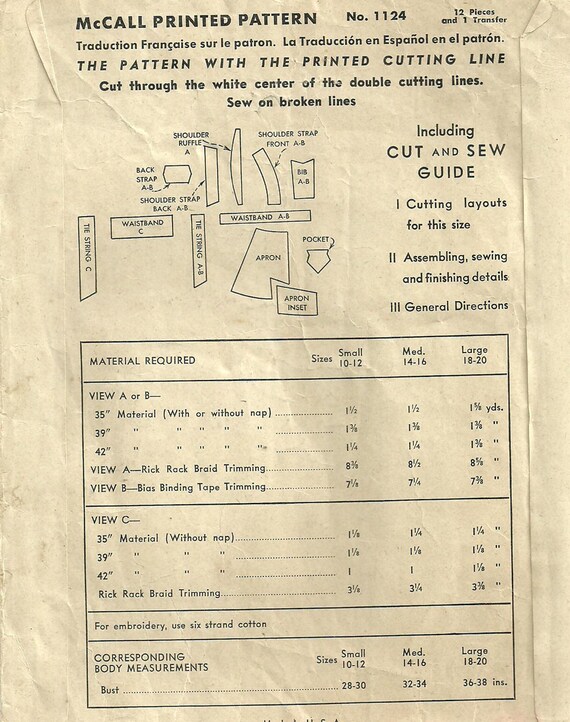 McCALL PRINTED PATTERN No. 1124 12 Pieces and 1 Transfer
Traduction Française sur le patron. La Traducción en Español en el patrón.
THE PATTERN WITH THE PRINTED CUTTING LINE
Cut through the white center of the double cutting lines.
Sew on broken lines
SHOULDER RUFFLE A
SHOULDER STRAP FRONT A-B
BACK STRAP A-B
BIB A-B
SHOULDER STRAP BACK A-B
TIE STRING C
WAISTBAND C
TIE STRING A-B
WAISTBAND A-B
APRON
POCKET
APRON INSET
Including
CUT AND SEW
GUIDE
I Cutting layouts
for this size
II Assembling, sewing
and finishing details
III General Directions
MATERIAL REQUIRED Sizes Small 10-12 Med. 14-16 Large 18-20
VIEW A or B—
35" Material (With or without nap) 1½ 1½ 1⅝ yds.
39" " " " " " 1⅜ 1⅜ 1⅜ "
42" " " " " " 1¼ 1¼ 1⅜ "
VIEW A—Rick Rack Braid Trimming 8⅜ 8½ 8⅝ "
VIEW B—Bias Binding Tape Trimming 7⅛ 7¼ 7⅜ "
VIEW C—
35" Material (Without nap) 1⅛ 1¼ 1¼ "
39" " " " 1⅛ 1⅛ 1⅛ "
42" " " " 1 1 1⅛ "
Rick Rack Braid Trimming 3⅛ 3¼ 3⅜ "
For embroidery, use six strand cotton
CORRESPONDING
BODY MEASUREMENTS Sizes Small 10-12 Med. 14-16 Large 18-20
Bust 28-30 32-34 36-38 ins.